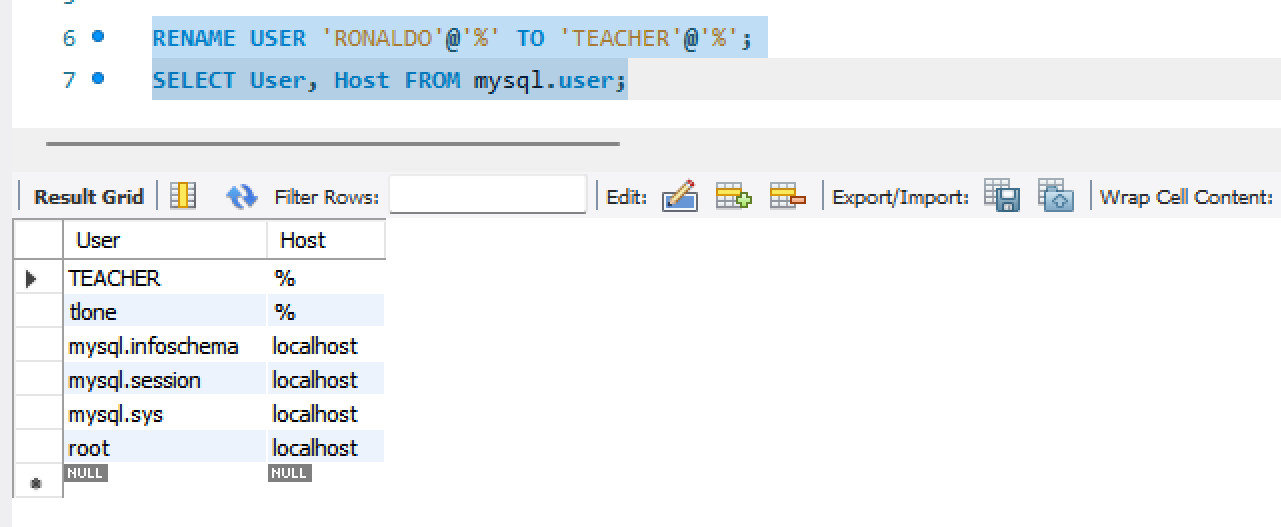 6 RENAME USER 'RONALDO'@'%' TO 'TEACHER'@'%';
7 SELECT User, Host FROM mysql.user;
Result Grid Filter Rows: Edit: Export/Import: Wrap Cell Content:
User Host
TEACHER %
tlone %
mysql.infoschema localhost
mysql.session localhost
mysql.sys localhost
root localhost
NULL NULL